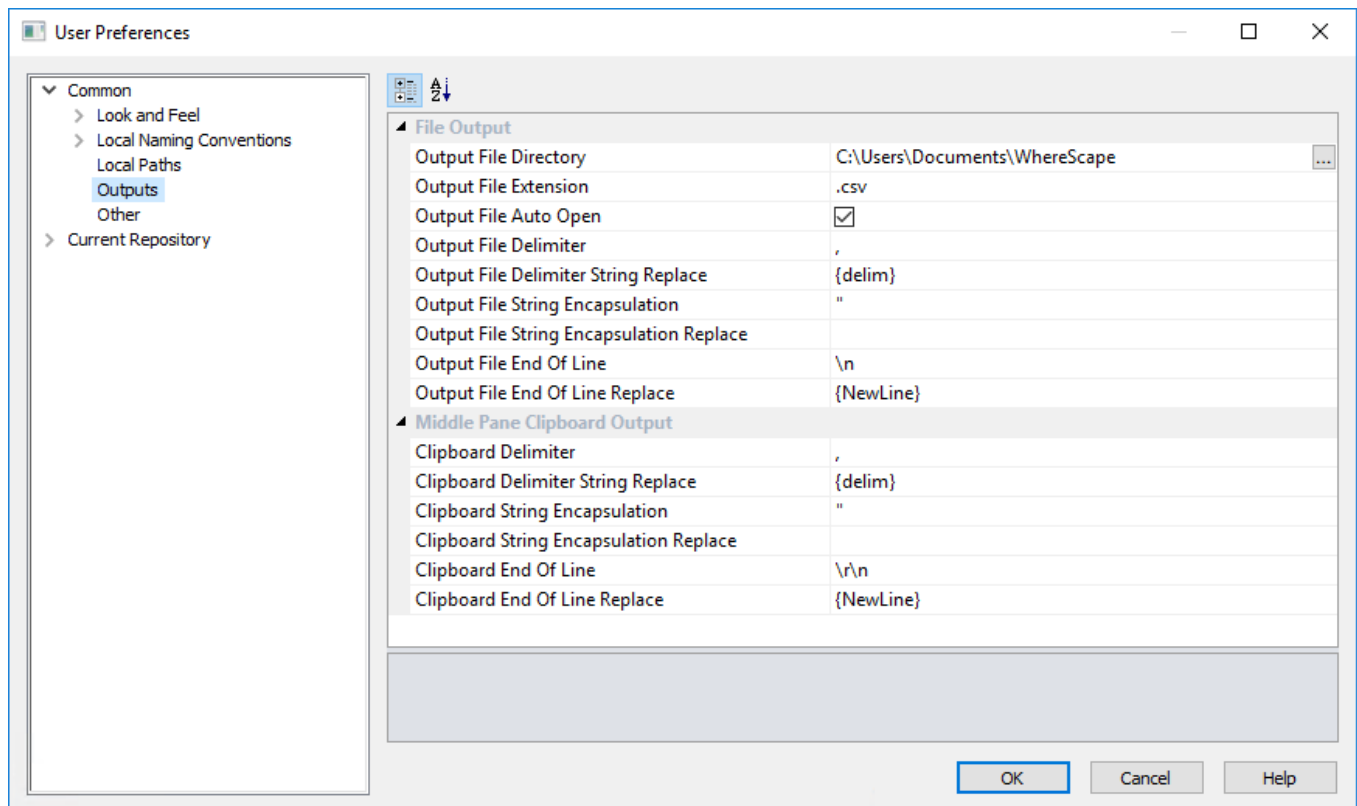 User Preferences
Common
Look and Feel
Local Naming Conventions
Local Paths
Outputs
Other
Current Repository
A
Z
File Output
Output File Directory C:\Users\Documents\WhereScape ...
Output File Extension .csv
Output File Auto Open
Output File Delimiter ,
Output File Delimiter String Replace {delim}
Output File String Encapsulation "
Output File String Encapsulation Replace
Output File End Of Line \n
Output File End Of Line Replace {NewLine}
Middle Pane Clipboard Output
Clipboard Delimiter ,
Clipboard Delimiter String Replace {delim}
Clipboard String Encapsulation "
Clipboard String Encapsulation Replace
Clipboard End Of Line \r\n
Clipboard End Of Line Replace {NewLine}
OK Cancel Help